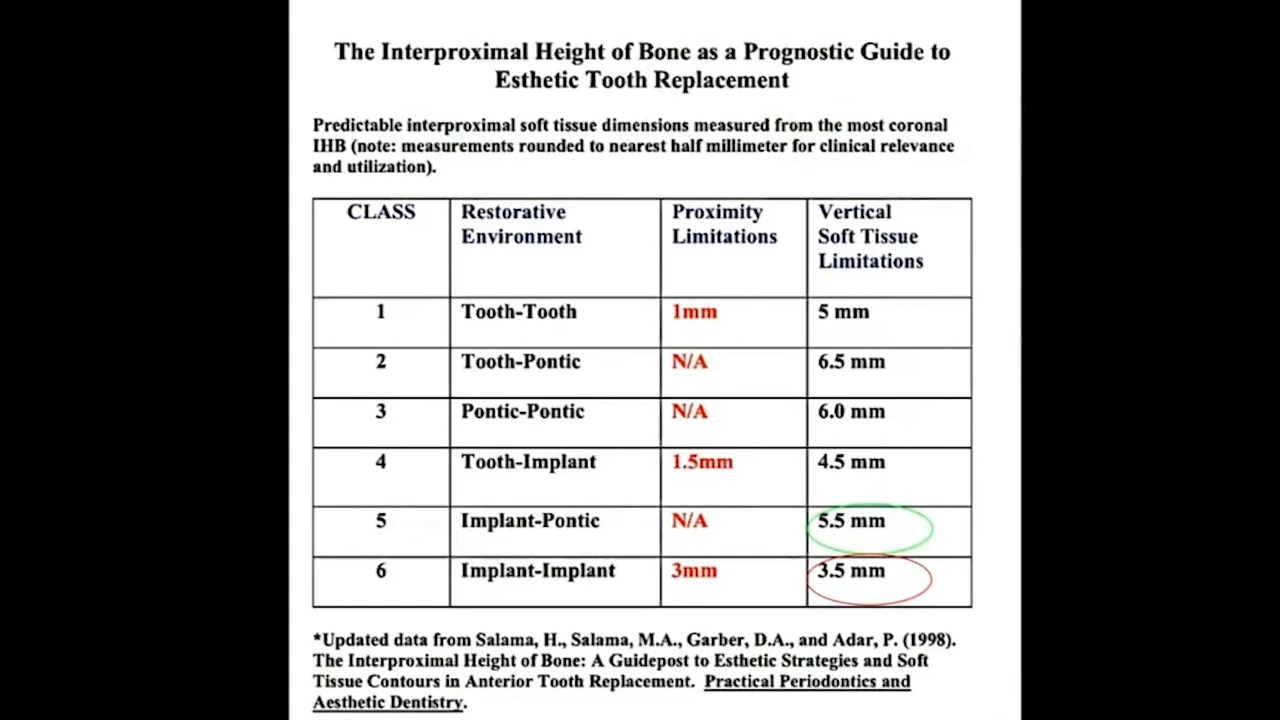 The Interproximal Height of Bone as a Prognostic Guide to
Esthetic Tooth Replacement
Predictable interproximal soft tissue dimensions measured from the most coronal
IHB (note: measurements rounded to nearest half millimeter for clinical relevance
and utilization).
CLASS Restorative Environment Proximity Limitations Vertical Soft Tissue Limitations
1 Tooth-Tooth 1mm 5 mm
2 Tooth-Pontic N/A 6.5 mm
3 Pontic-Pontic N/A 6.0 mm
4 Tooth-Implant 1.5mm 4.5 mm
5 Implant-Pontic N/A 5.5 mm
6 Implant-Implant 3mm 3.5 mm
*Updated data from Salama, H., Salama, M.A., Garber, D.A., and Adar, P. (1998).
The Interproximal Height of Bone: A Guidepost to Esthetic Strategies and Soft
Tissue Contours in Anterior Tooth Replacement. Practical Periodontics and
Aesthetic Dentistry.